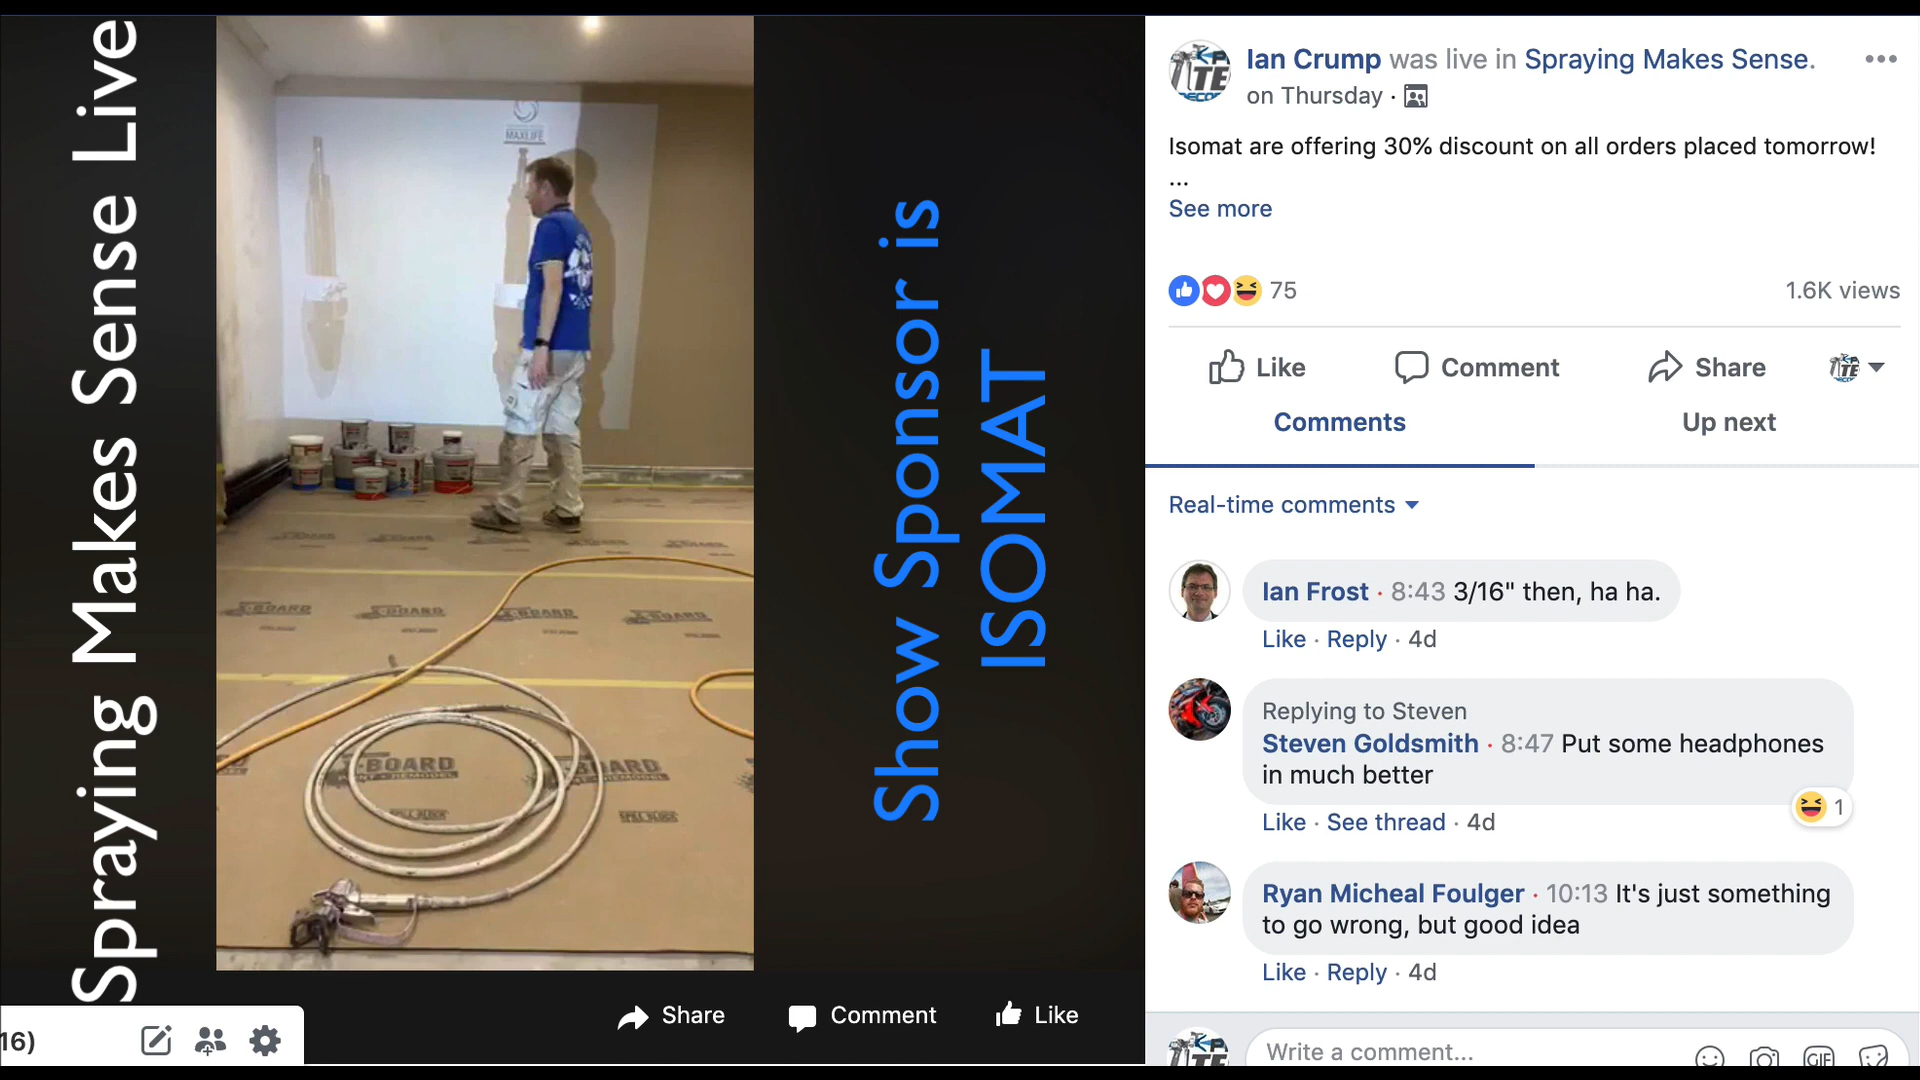 Spraying Makes Sense Live
MAXLIFE
Show Sponsor is
ISOMAT
Share
Comment
Like
16)
Ian Crump was live in Spraying Makes Sense.
on Thursday ·
Isomat are offering 30% discount on all orders placed tomorrow!
...
See more
75
1.6K views
Like
Comment
Share
Comments
Up next
Real-time comments
Ian Frost · 8:43 3/16" then, ha ha.
Like · Reply · 4d
Replying to Steven
Steven Goldsmith · 8:47 Put some headphones
in much better
1
Like · See thread · 4d
Ryan Micheal Foulger · 10:13 It's just something
to go wrong, but good idea
Like · Reply · 4d
Write a comment...
GIF